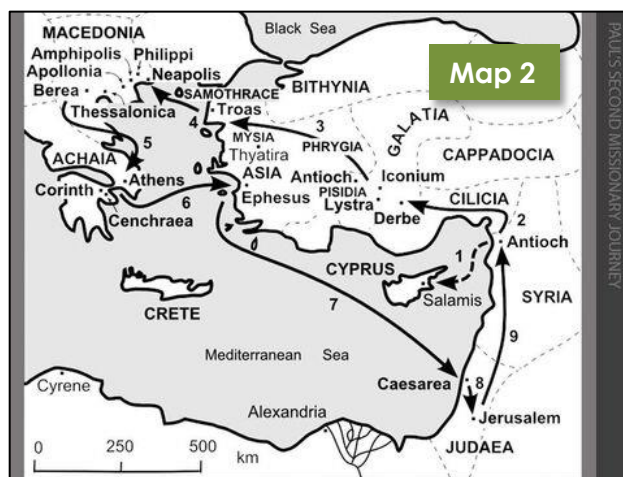 Black Sea
MACEDONIA
Map 2
Amphipolis
Philippi
Apollonia
Neapolis
Berea
BITHYNIA
SAMOTHRACE
Thessalonica
4
Troas
3
GALATIA
5
MYSIA
PHRYGIA
Thyatira
CAPPADOCIA
ACHAIA
ASIA
Antioch
Iconium
Athens
PISIDIA
Corinth
6
Ephesus
Lystra
CILICIA
Cenchraea
Derbe
2
Antioch
1
CYPRUS
Salamis
SYRIA
7
CRETE
9
Mediterranean Sea
Cyrene
Caesarea
8
Alexandria
Jerusalem
JUDAEA
0 250 500
km
PAUL'S SECOND MISSIONARY JOURNEY